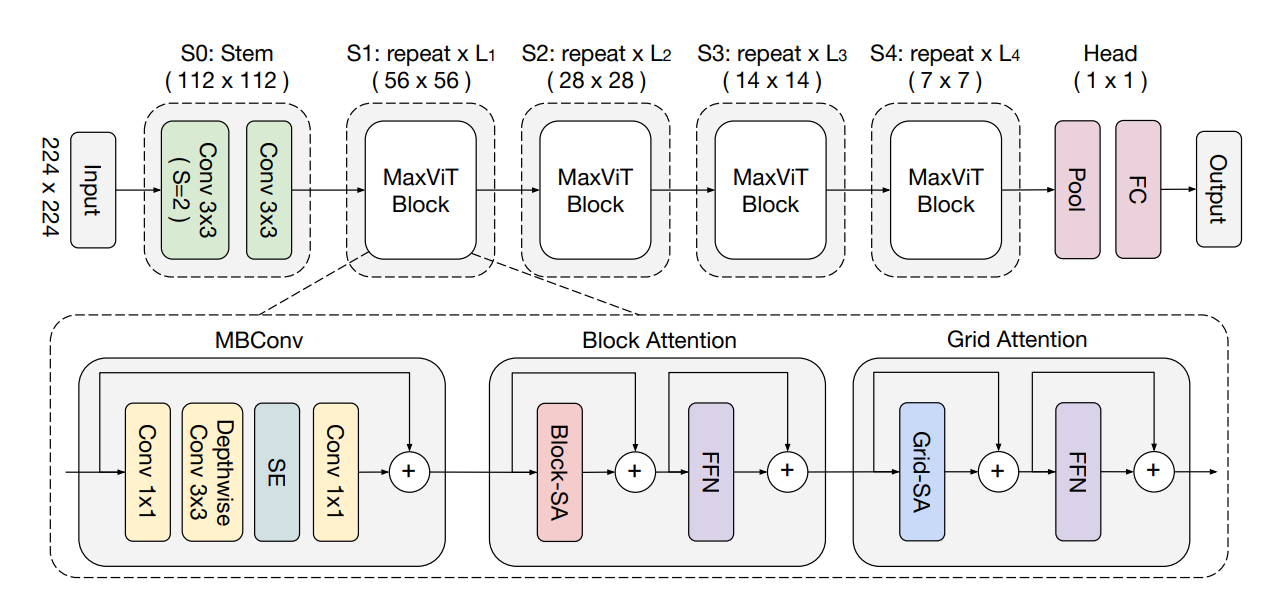 S0: Stem
( 112 x 112 )
S1: repeat x L1
( 56 x 56 )
S2: repeat x L2
( 28 x 28 )
S3: repeat x L3
( 14 x 14 )
S4: repeat x L4
( 7 x 7 )
Head
( 1 x 1 )
224 x 224
Input
Conv 3x3
( S=2 )
Conv 3x3
MaxViT
Block
MaxViT
Block
MaxViT
Block
MaxViT
Block
Pool
FC
Output
MBConv
Block Attention
Grid Attention
Conv 1x1
Depthwise
Conv 3x3
SE
Conv 1x1
+
Block-SA
+
FFN
+
Grid-SA
+
FFN
+